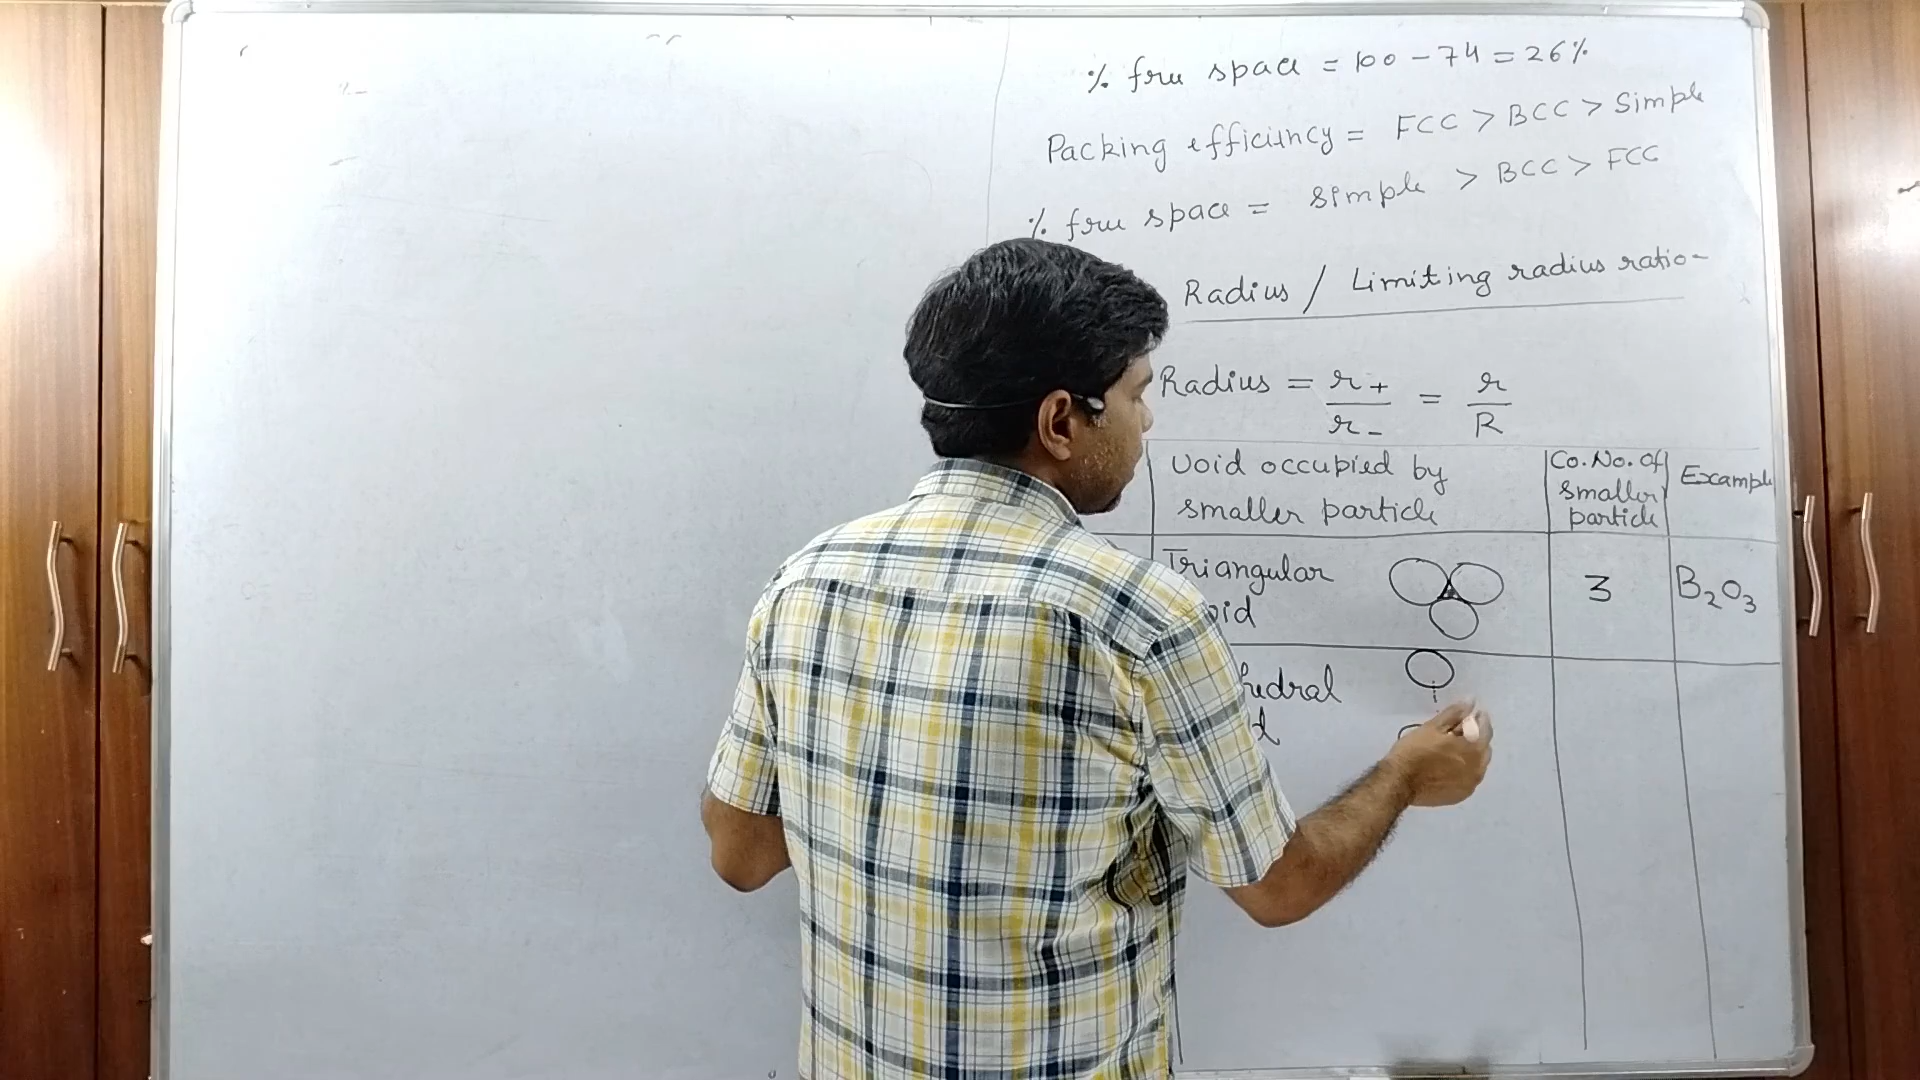 % free space = 100 - 74 = 26%
Packing efficiency = FCC > BCC > Simple
% free space = simple > BCC > FCC
Radius / Limiting radius ratio-
Radius = r+ / r- = r / R
Void occupied by
smaller particle
Co. No. of
smaller
particle
Example
Triangular
3
B2O3